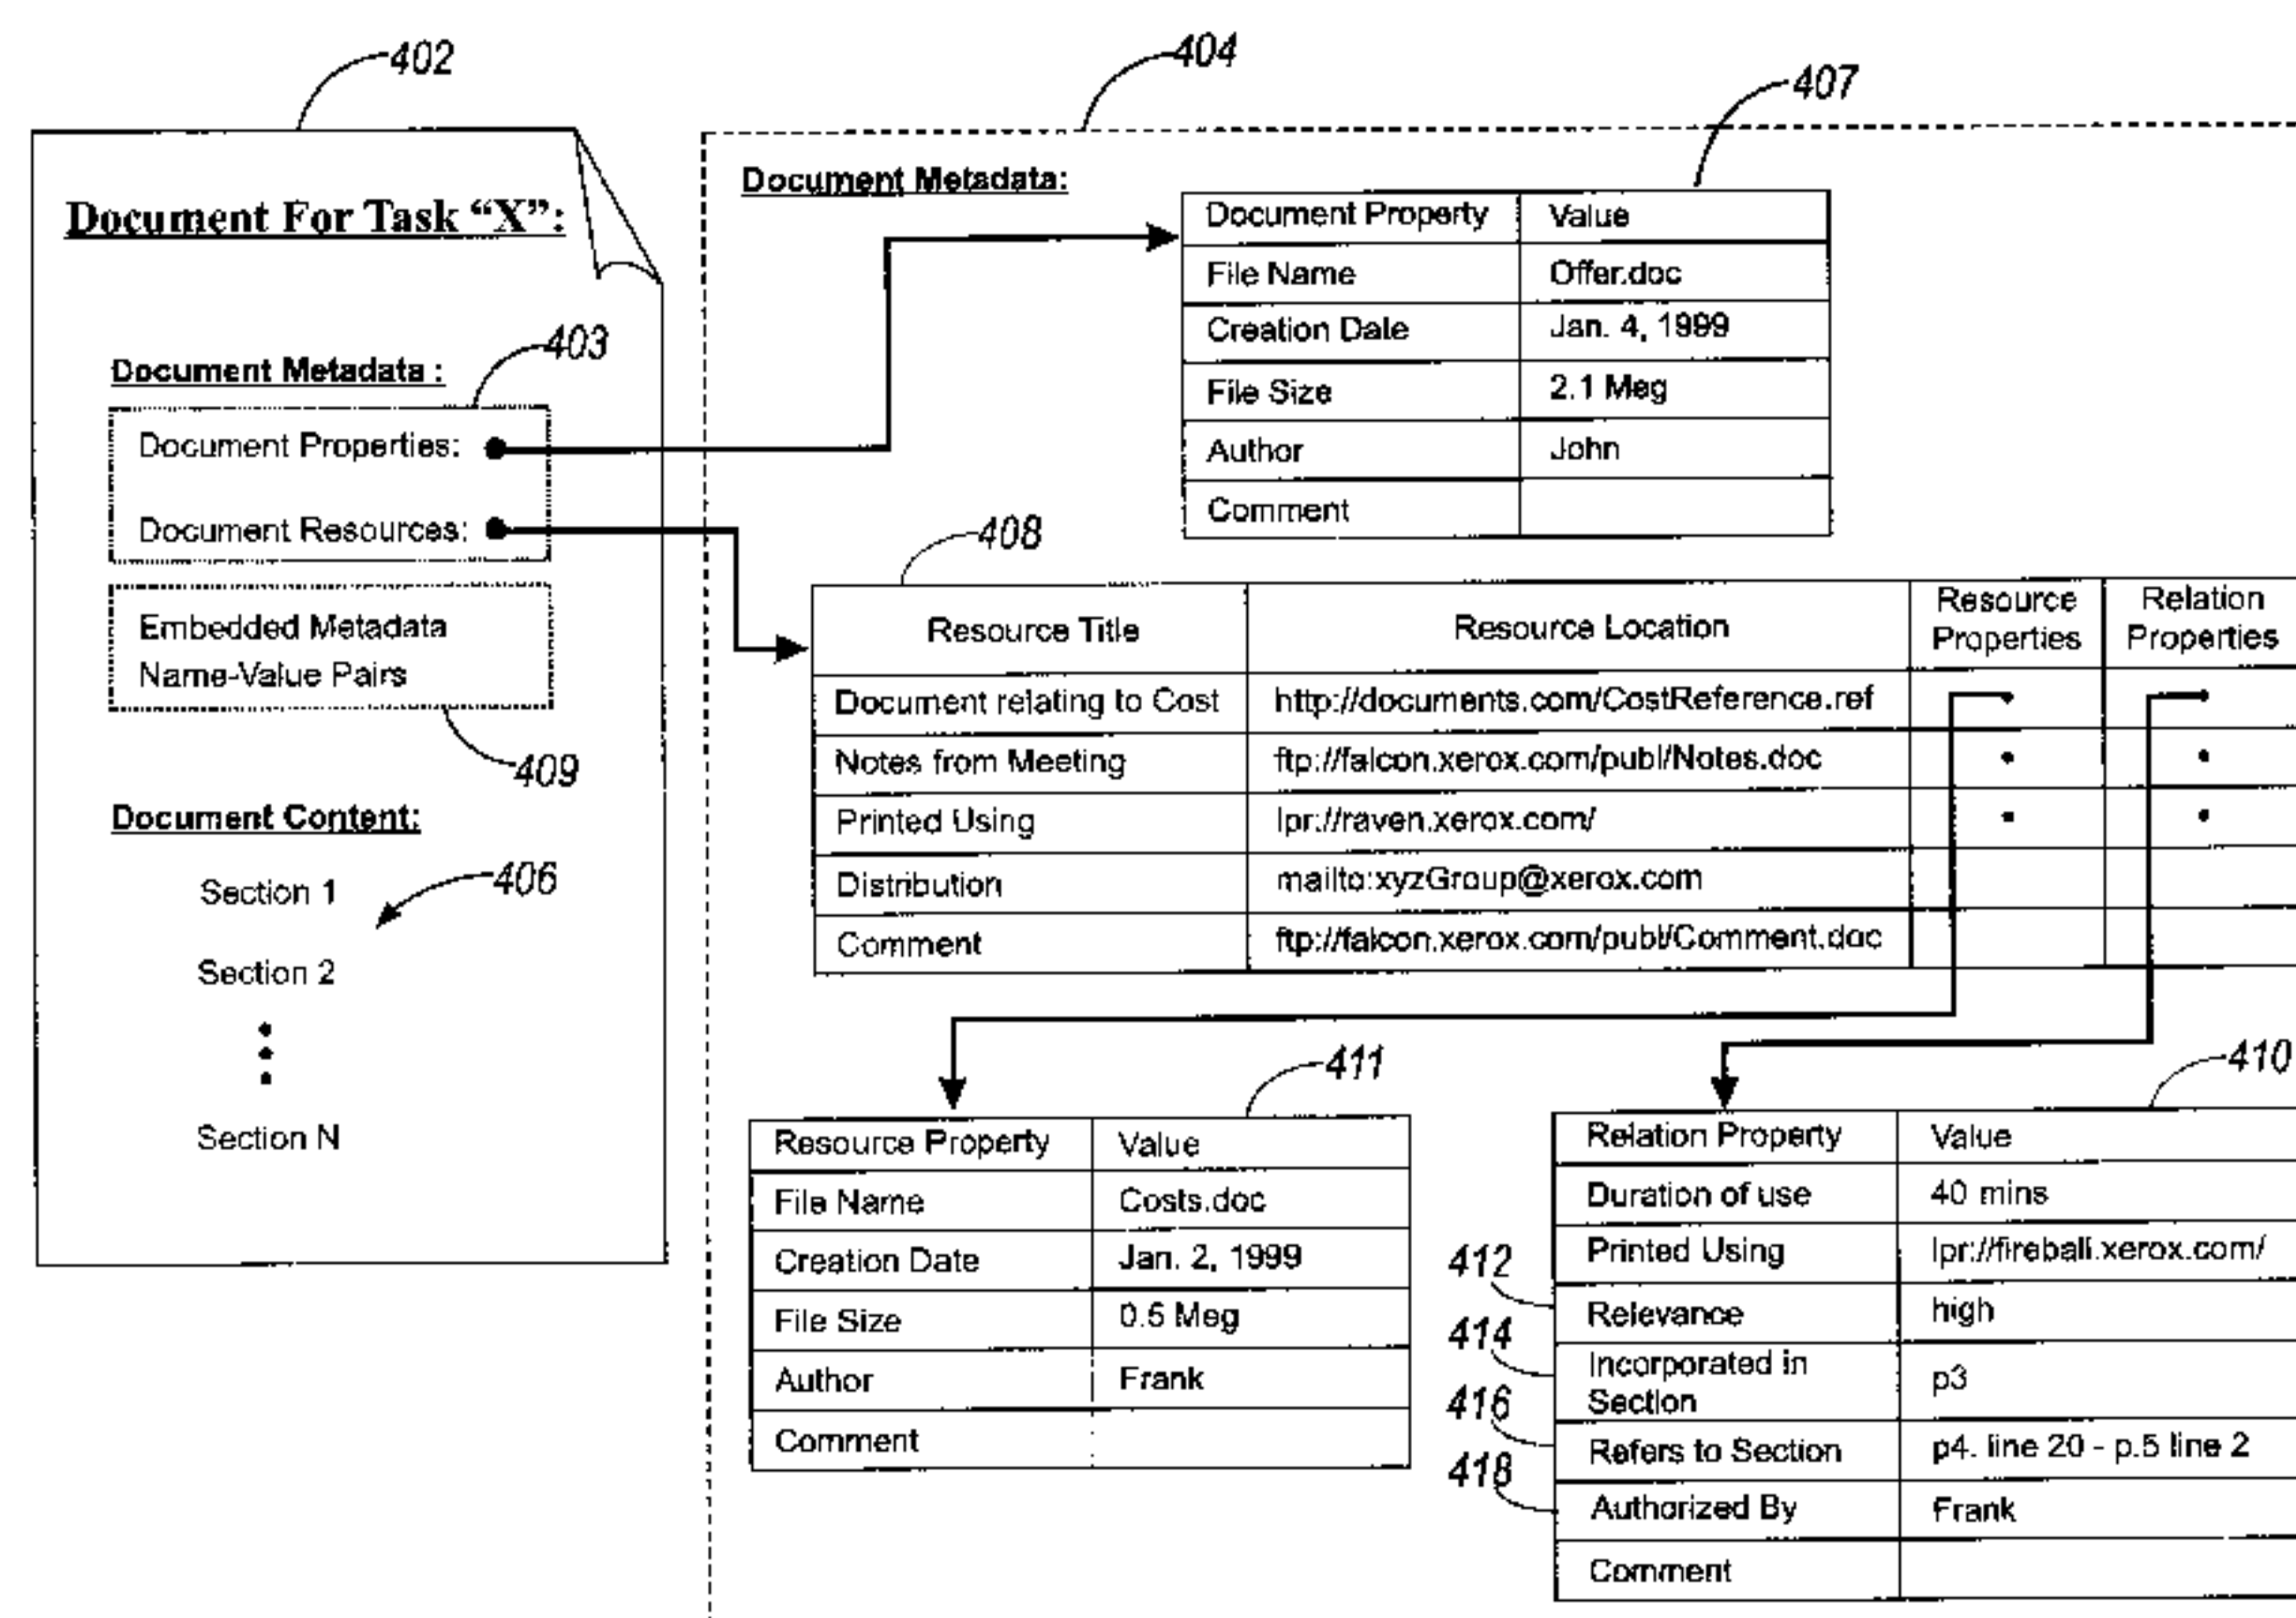 402
404
407
Document For Task “X”:
Document Metadata :
403
Document Properties:
Document Resources:
Embedded Metadata
Name-Value Pairs
409
Document Content:
406
Section 1
Section 2
Section N
Document Metadata:
Document Property Value
File Name Offer.doc
Creation Date Jan. 4, 1999
File Size 2.1 Meg
Author John
Comment
408
Resource Title Resource Location Resource Properties Relation Properties
Document relating to Cost http://documents.com/CostReference.ref
Notes from Meeting ftp://falcon.xerox.com/publ/Notes.doc
Printed Using lpr://raven.xerox.com/
Distribution mailto:xyzGroup@xerox.com
Comment ftp://falcon.xerox.com/publ/Comment.doc
411
Resource Property Value
File Name Costs.doc
Creation Date Jan. 2, 1999
File Size 0.5 Meg
Author Frank
Comment
410
Relation Property Value
Duration of use 40 mins
Printed Using lpr://fireball.xerox.com/
412
Relevance high
414
Incorporated in
Section p3
416
Refers to Section p4. line 20 - p.5 line 2
418
Authorized By Frank
Comment